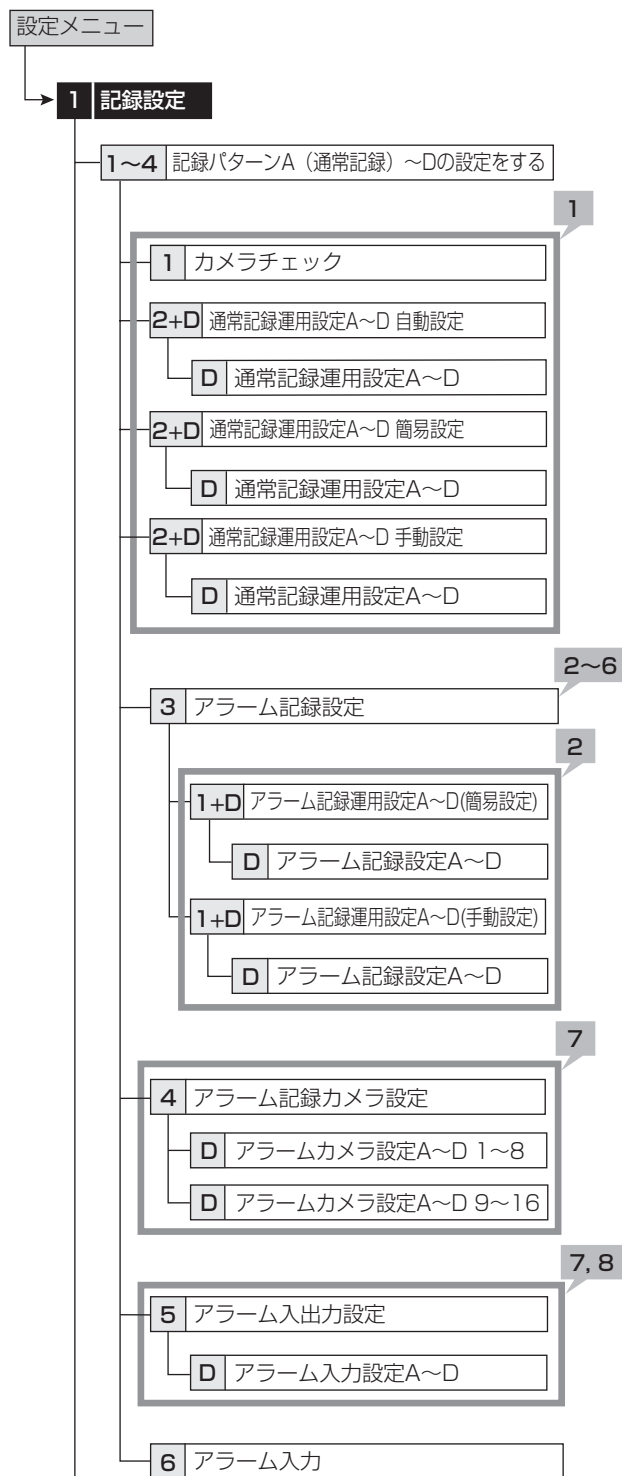 設定メニュー
1 記録設定
1〜4 記録パターンA（通常記録）〜Dの設定をする
1
1 カメラチェック
2+D 通常記録運用設定A〜D 自動設定
D 通常記録運用設定A〜D
2+D 通常記録運用設定A〜D 簡易設定
D 通常記録運用設定A〜D
2+D 通常記録運用設定A〜D 手動設定
D 通常記録運用設定A〜D
2〜6
3 アラーム記録設定
2
1+D アラーム記録運用設定A〜D(簡易設定)
D アラーム記録設定A〜D
1+D アラーム記録運用設定A〜D(手動設定)
D アラーム記録設定A〜D
7
4 アラーム記録カメラ設定
D アラームカメラ設定A〜D 1〜8
D アラームカメラ設定A〜D 9〜16
7, 8
5 アラーム入出力設定
D アラーム入力設定A〜D
6 アラーム入力